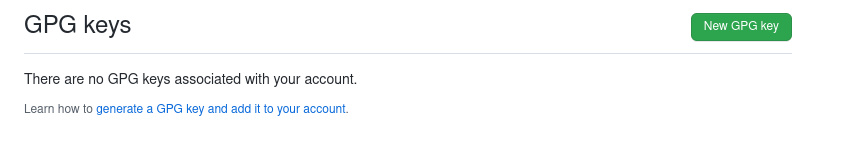 GPG keys
New GPG key
There are no GPG keys associated with your account.
Learn how to generate a GPG key and add it to your account.